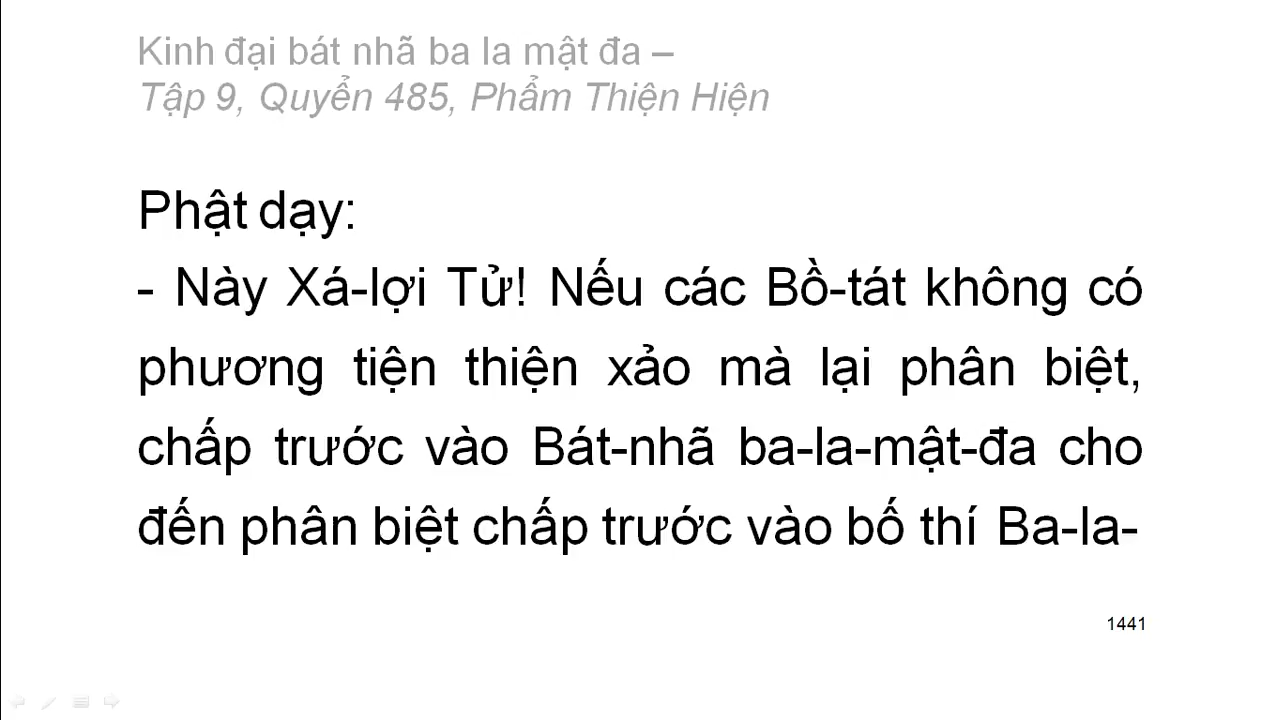 Kinh đại bát nhã ba la mật đa –
Tập 9, Quyển 485, Phẩm Thiện Hiện
Phật dạy:
- Này Xá-lợi Tử! Nếu các Bồ-tát không có
phương tiện thiện xảo mà lại phân biệt,
chấp trước vào Bát-nhã ba-la-mật-đa cho
đến phân biệt chấp trước vào bố thí Ba-la-
1441